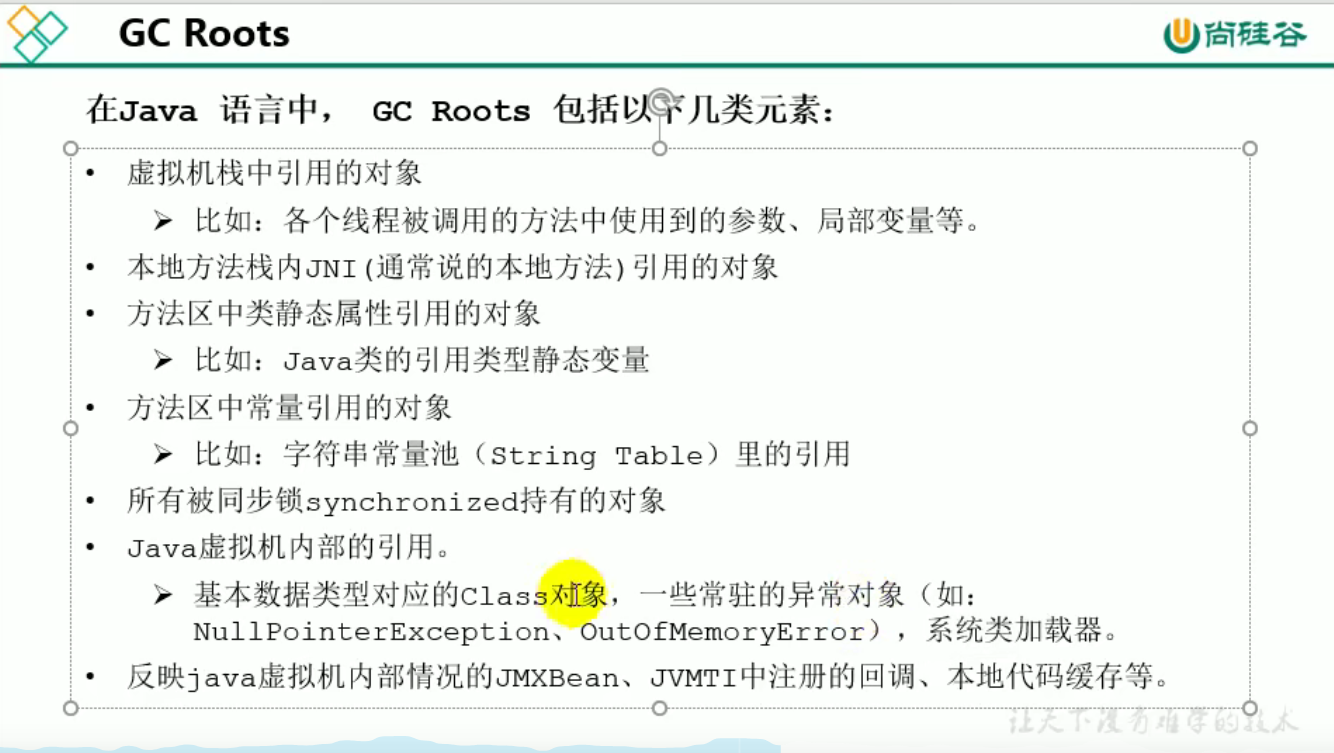 GC Roots
尚硅谷
在Java 语言中， GC Roots 包括以下几类元素：
• 虚拟机栈中引用的对象
➢ 比如：各个线程被调用的方法中使用到的参数、局部变量等。
• 本地方法栈内JNI(通常说的本地方法)引用的对象
• 方法区中类静态属性引用的对象
➢ 比如：Java类的引用类型静态变量
• 方法区中常量引用的对象
➢ 比如：字符串常量池（String Table）里的引用
• 所有被同步锁synchronized持有的对象
• Java虚拟机内部的引用。
➢ 基本数据类型对应的Class对象，一些常驻的异常对象（如：
NullPointerException、OutOfMemoryError），系统类加载器。
• 反映java虚拟机内部情况的JMXBean、JVMTI中注册的回调、本地代码缓存等。
让天下没有难学的技术